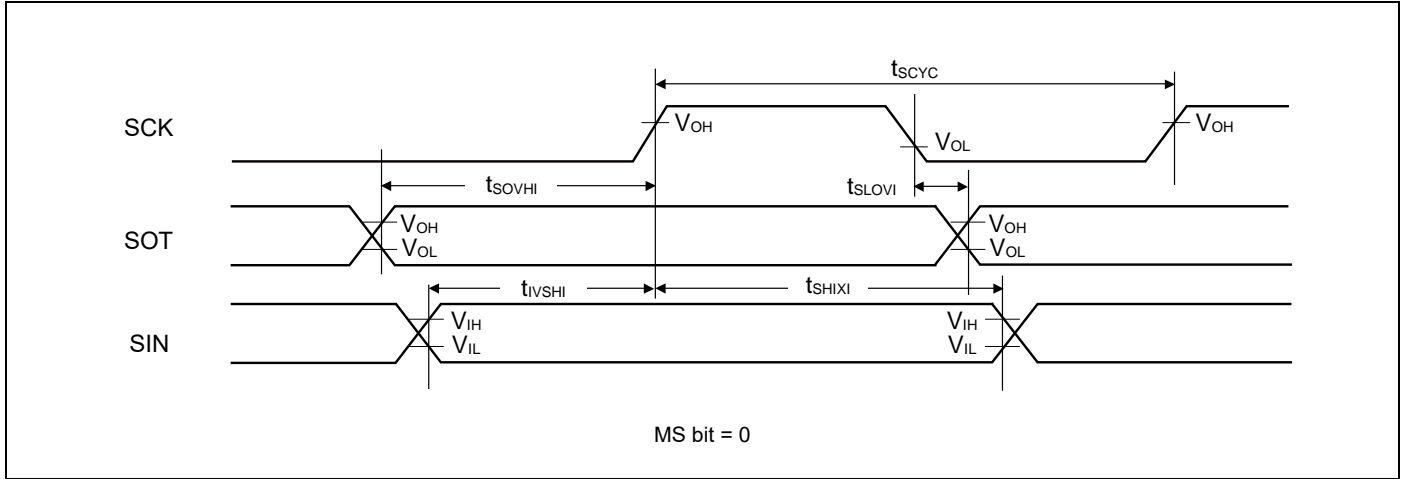 tSCYC
SCK
VOH
VOL
VOH
tSOVHI
tSLOVI
SOT
VOH
VOL
VOH
VOL
tIVSHI
tSHIXI
SIN
VIH
VIL
VIH
VIL
MS bit = 0